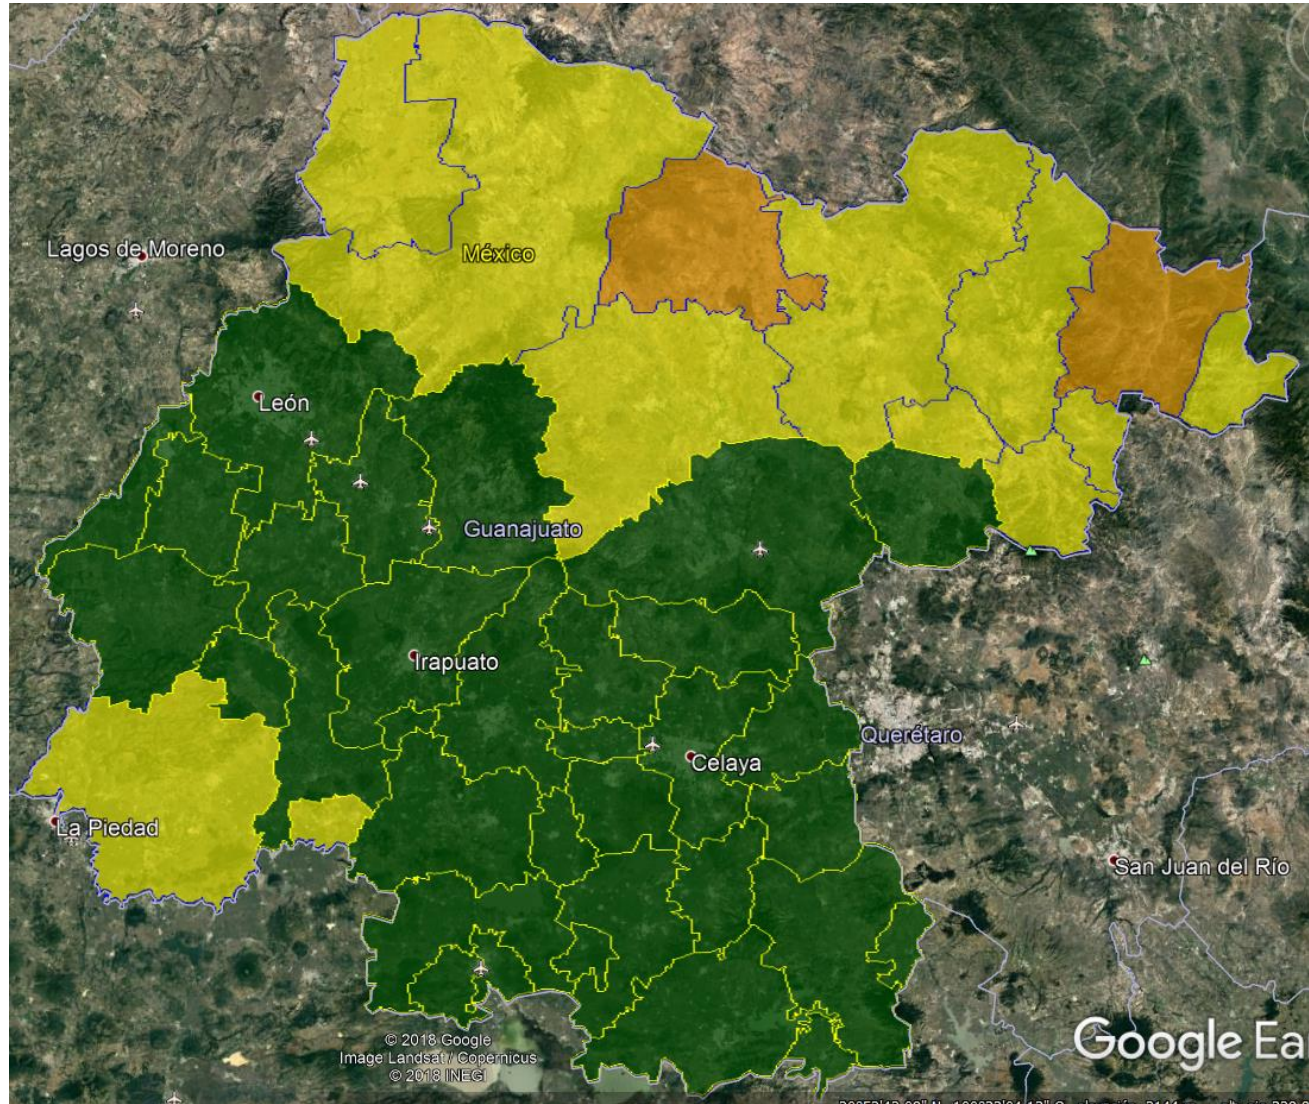 Lagos de Moreno
México
León
Guanajuato
Irapuato
Querétaro
Celaya
La Piedad
San Juan del Río
© 2018 Google
Image Landsat / Copernicus
© 2018 INEGI
Google Ea